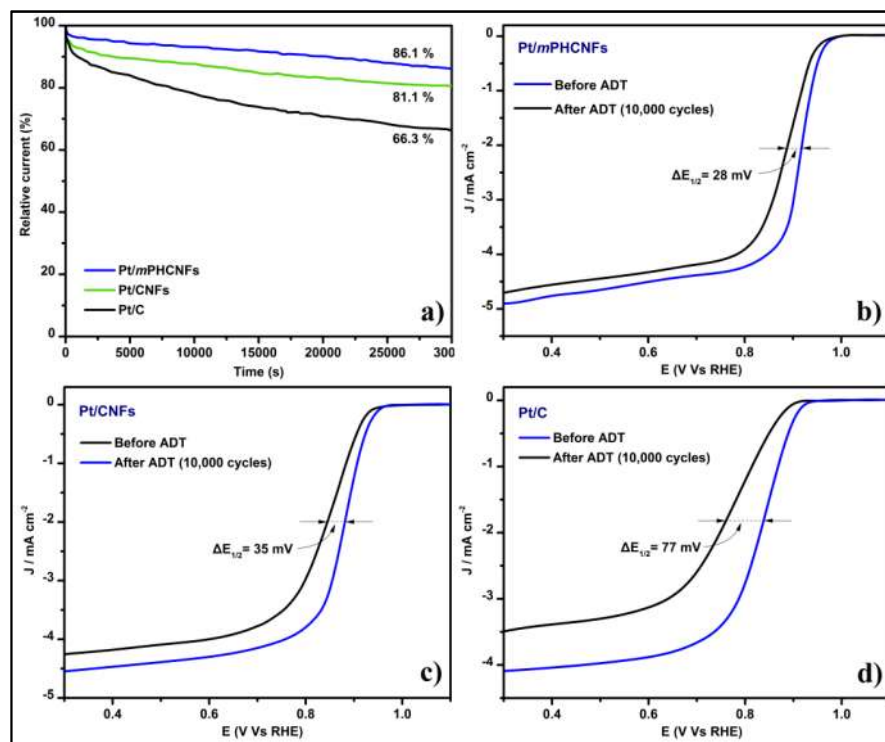 100
80
60
40
20
0
Relative current (%)
86.1 %
81.1 %
66.3 %
Pt/mPHCNFs
Pt/CNFs
Pt/C
a)
0 5000 10000 15000 20000 25000 300
Time (s)
0
-1
-2
-3
-4
-5
J / mA cm⁻²
Pt/mPHCNFs
Before ADT
After ADT (10,000 cycles)
ΔE₁/₂= 28 mV
b)
0.4 0.6 0.8 1.0
E (V Vs RHE)
0
-1
-2
-3
-4
-5
J / mA cm⁻²
Pt/CNFs
Before ADT
After ADT (10,000 cycles)
ΔE₁/₂= 35 mV
c)
0.4 0.6 0.8 1.0
E (V Vs RHE)
0
-1
-2
-3
-4
J / mA cm⁻²
Pt/C
Before ADT
After ADT (10,000 cycles)
ΔE₁/₂= 77 mV
d)
0.4 0.6 0.8 1.0
E (V Vs RHE)